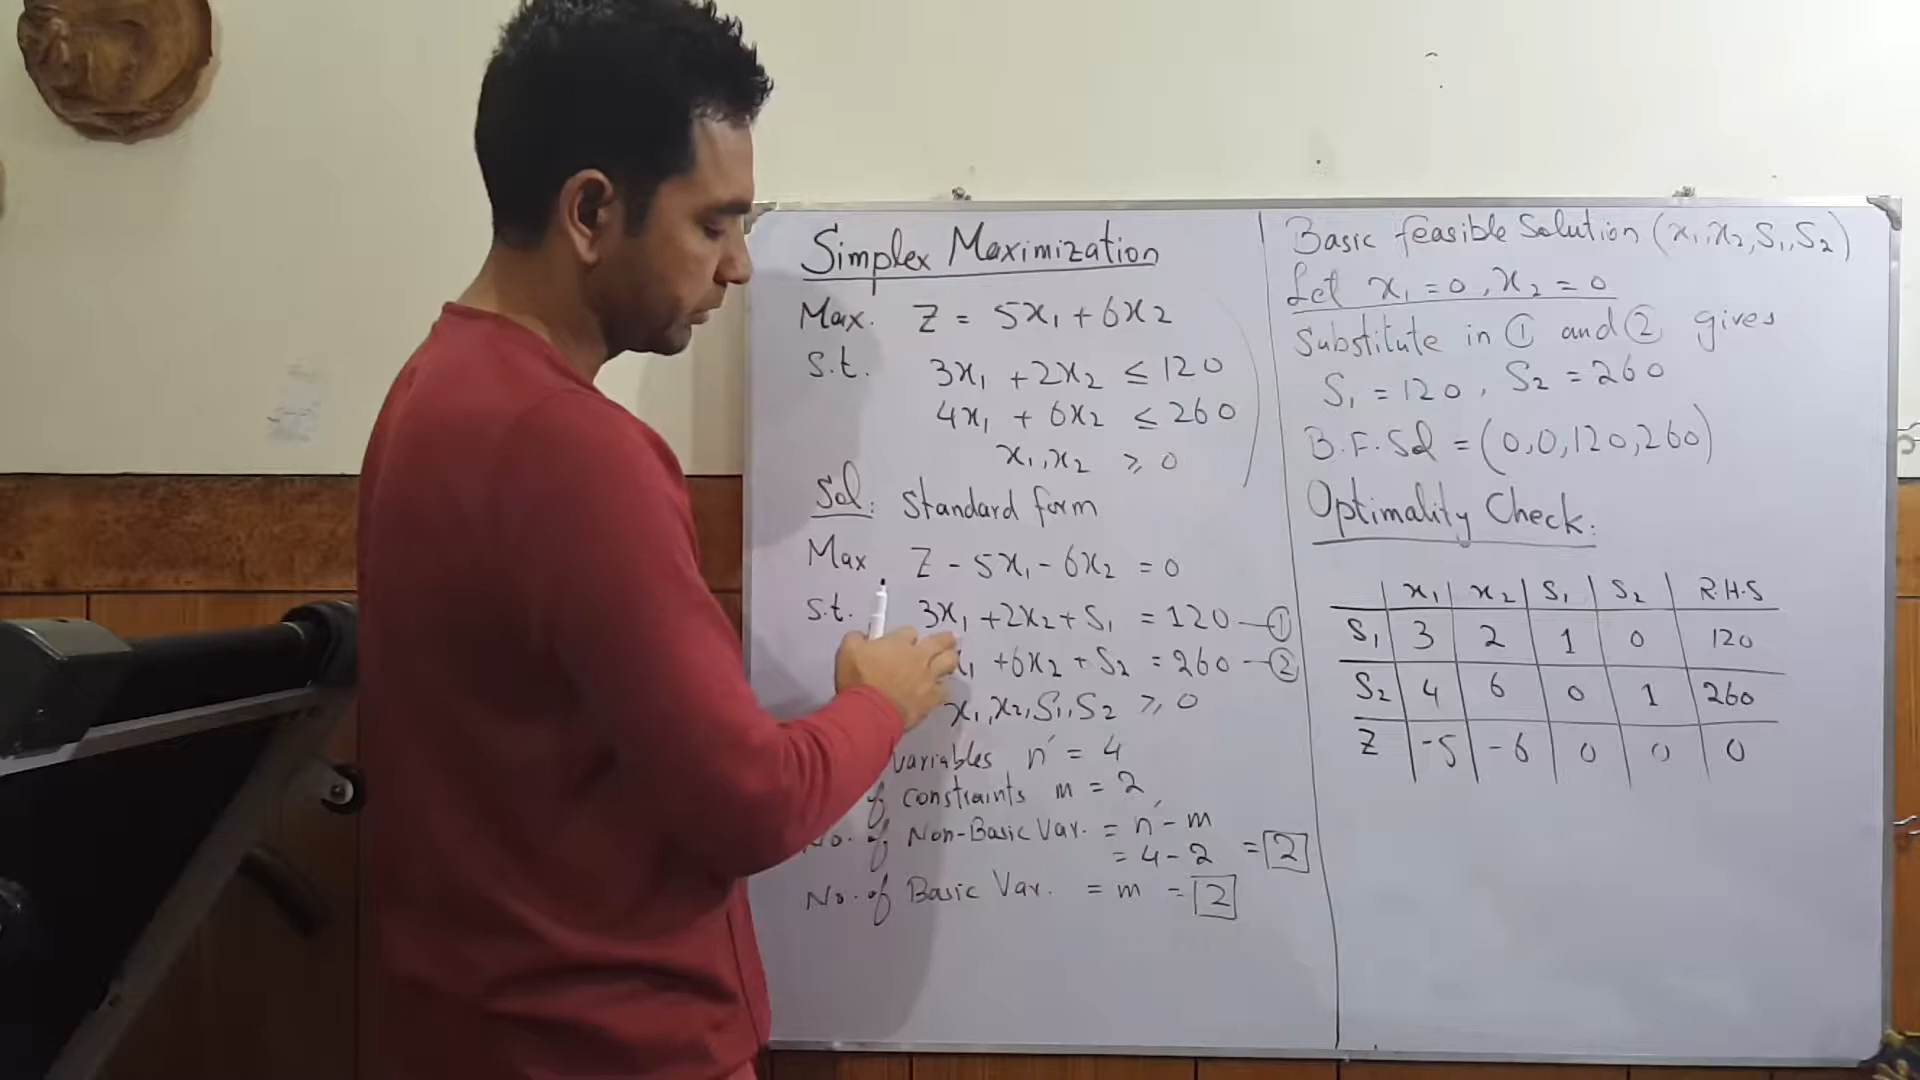 Simplex Maximization
Max. Z = 5x₁ + 6x₂
s.t. 3x₁ + 2x₂ ≤ 120
4x₁ + 6x₂ ≤ 260
x₁, x₂ ≥ 0
Sol: Standard form
Max Z - 5x₁ - 6x₂ = 0
s.t. 3x₁ + 2x₂ + S₁ = 120 — ①
x₁ + 6x₂ + S₂ = 260 — ②
x₁, x₂, S₁, S₂ ≥ 0
variables n′ = 4
of constraints m = 2
No. of Non-Basic Var. = n′ - m
= 4 - 2 = 2
No. of Basic Var. = m = 2
Basic feasible Solution (x₁, x₂, S₁, S₂)
Let x₁ = 0, x₂ = 0
Substitute in ① and ② gives
S₁ = 120, S₂ = 260
B.F. Sol = (0,0,120,260)
Optimality Check:
x₁ x₂ S₁ S₂ R.H.S
S₁ 3 2 1 0 120
S₂ 4 6 0 1 260
Z -5 -6 0 0 0